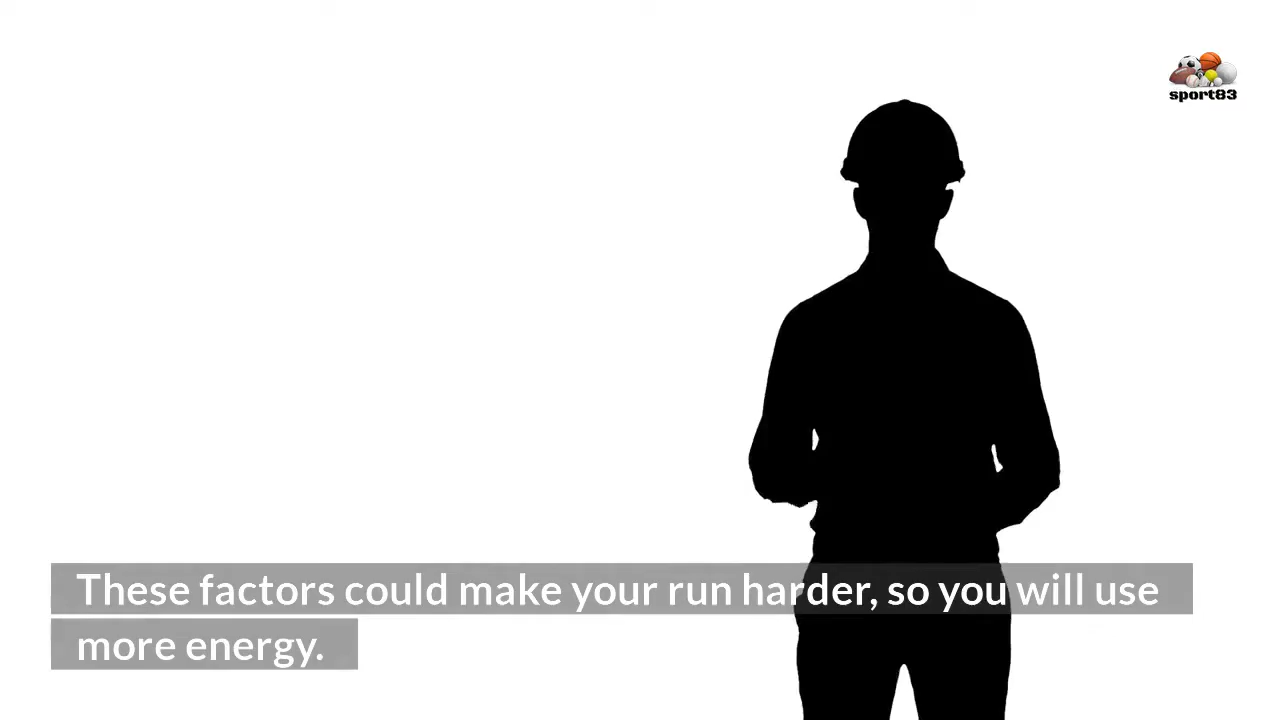 sport83
These factors could make your run harder, so you will use
more energy.